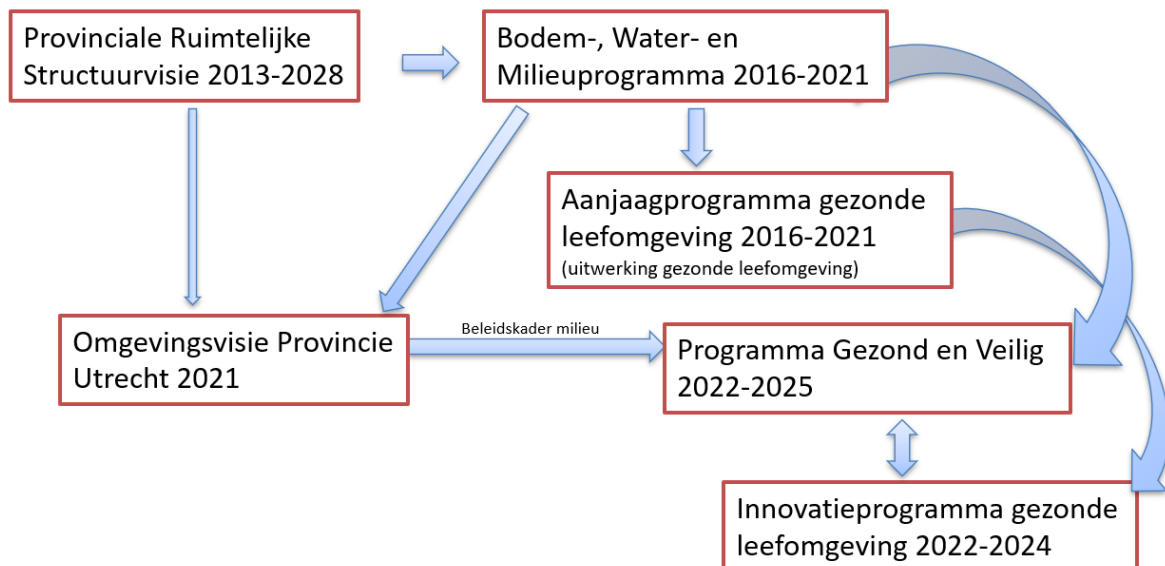 Provinciale Ruimtelijke
Structuurvisie 2013-2028
Bodem-, Water- en
Milieuprogramma 2016-2021
Aanjaagprogramma gezonde
leefomgeving 2016-2021
(uitwerking gezonde leefomgeving)
Omgevingsvisie Provincie
Utrecht 2021
Beleidskader milieu
Programma Gezond en Veilig
2022-2025
Innovatieprogramma gezonde
leefomgeving 2022-2024